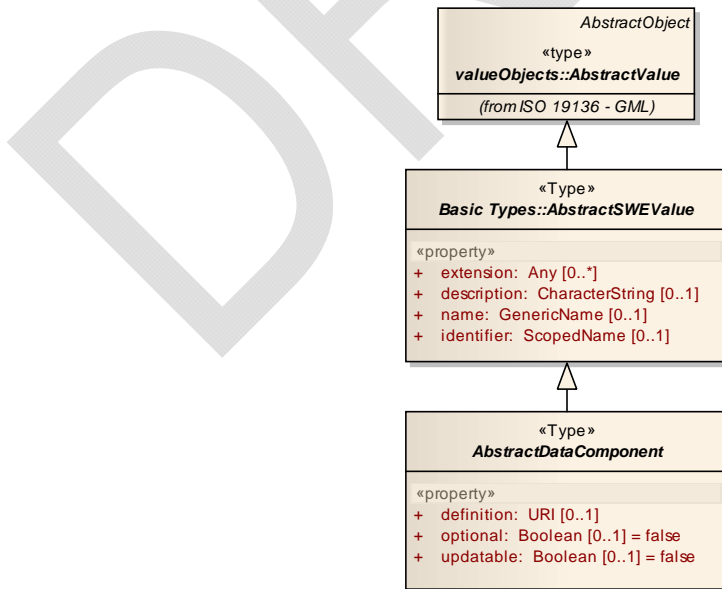 AbstractObject
«type»
valueObjects::AbstractValue
(from ISO 19136 - GML)
«Type»
Basic Types::AbstractSWEValue
«property»
+ extension: Any [0..*]
+ description: CharacterString [0..1]
+ name: GenericName [0..1]
+ identifier: ScopedName [0..1]
«Type»
AbstractDataComponent
«property»
+ definition: URI [0..1]
+ optional: Boolean [0..1] = false
+ updatable: Boolean [0..1] = false